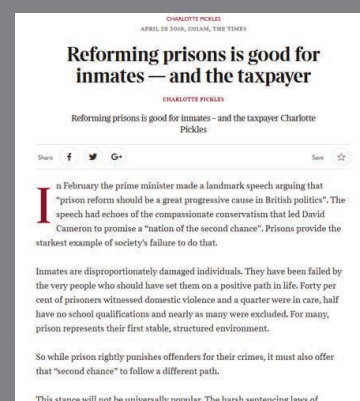 CHARLOTTE PICKLES
APRIL 28 2016, 1:01AM, THE TIMES
Reforming prisons is good for
inmates — and the taxpayer
CHARLOTTE PICKLES
Reforming prisons is good for inmates – and the taxpayer Charlotte
Pickles
Share f G+ Save
In February the prime minister made a landmark speech arguing that
“prison reform should be a great progressive cause in British politics”. The
speech had echoes of the compassionate conservatism that led David
Cameron to promise a “nation of the second chance”. Prisons provide the
starkest example of society’s failure to do that.
Inmates are disproportionately damaged individuals. They have been failed by
the very people who should have set them on a positive path in life. Forty per
cent of prisoners witnessed domestic violence and a quarter were in care, half
have no school qualifications and nearly as many were excluded. For many,
prison represents their first stable, structured environment.
So while prison rightly punishes offenders for their crimes, it must also offer
that “second chance” to follow a different path.
This stance will not be universally popular. The harsh sentencing laws of